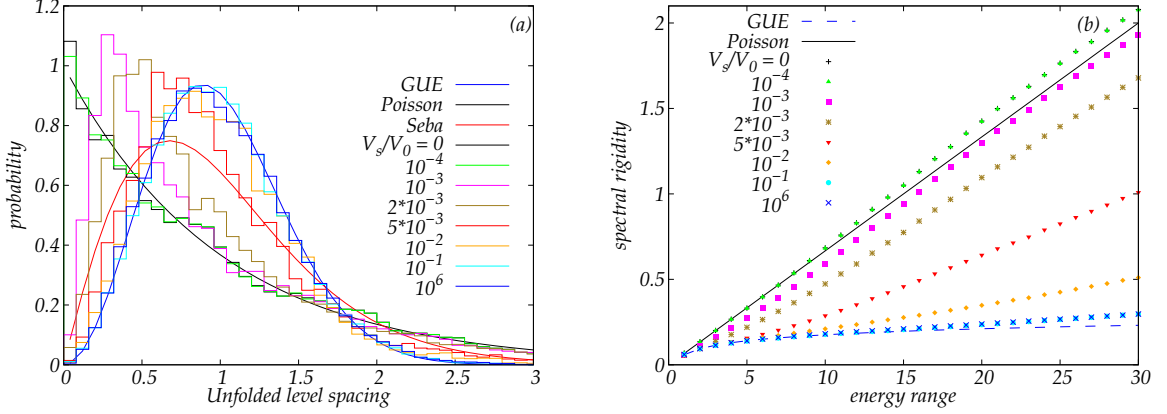 (a)
probability
1.2
1
0.8
0.6
0.4
0.2
0
GUE
Poisson
Seba
V_s/V_0 = 0
10^-4
10^-3
2*10^-3
5*10^-3
10^-2
10^-1
10^6
0 0.5 1 1.5 2 2.5 3
Unfolded level spacing
(b)
spectral rigidity
2
1.5
1
0.5
0
GUE
Poisson
V_s/V_0 = 0
10^-4
10^-3
2*10^-3
5*10^-3
10^-2
10^-1
10^6
0 5 10 15 20 25 30
energy range